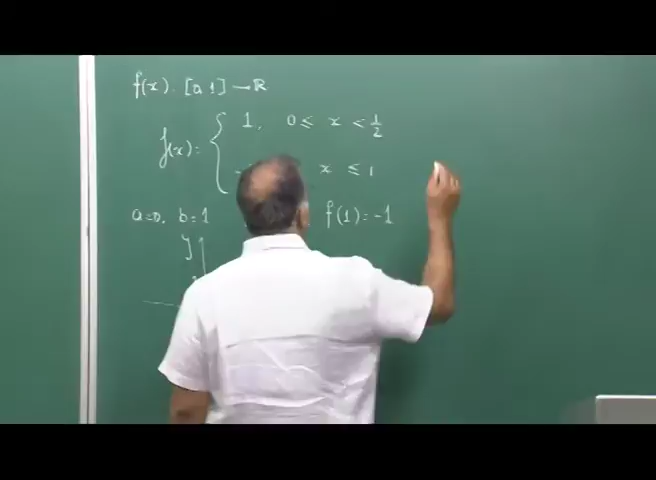 f(x): [0,1] → ℝ
f(x) = { 1, 0 ≤ x < 1/2
x ≤ 1
a=0, b=1 f(1) = -1
y